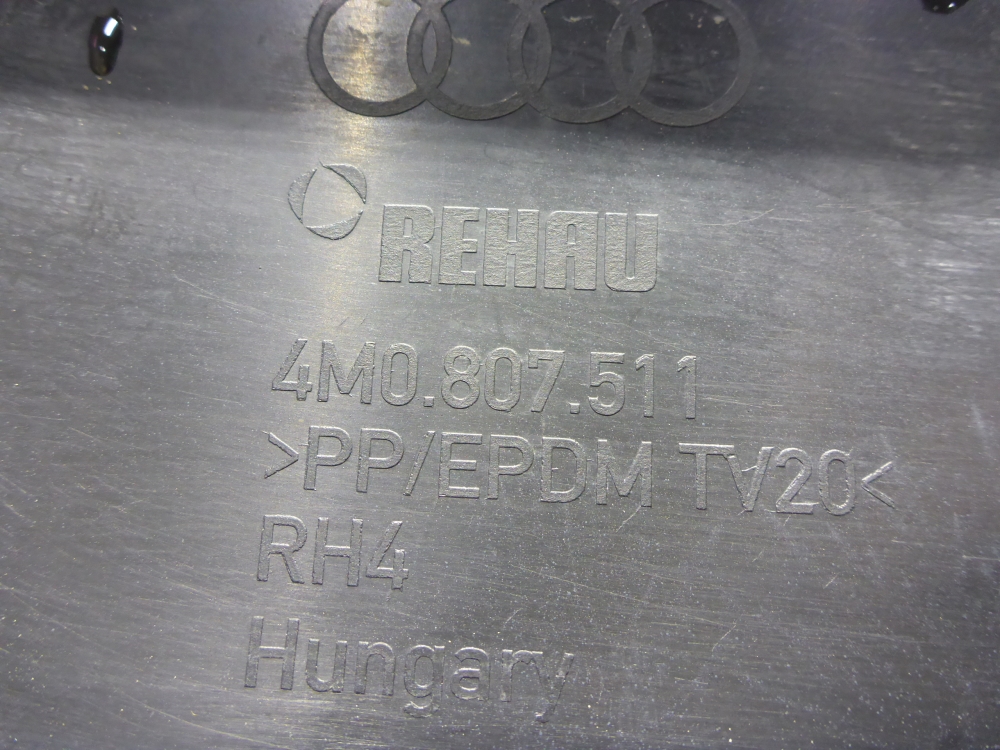 REHAU
4M0.807.511
>PP/EPDM TV20<
RH4
Hungary